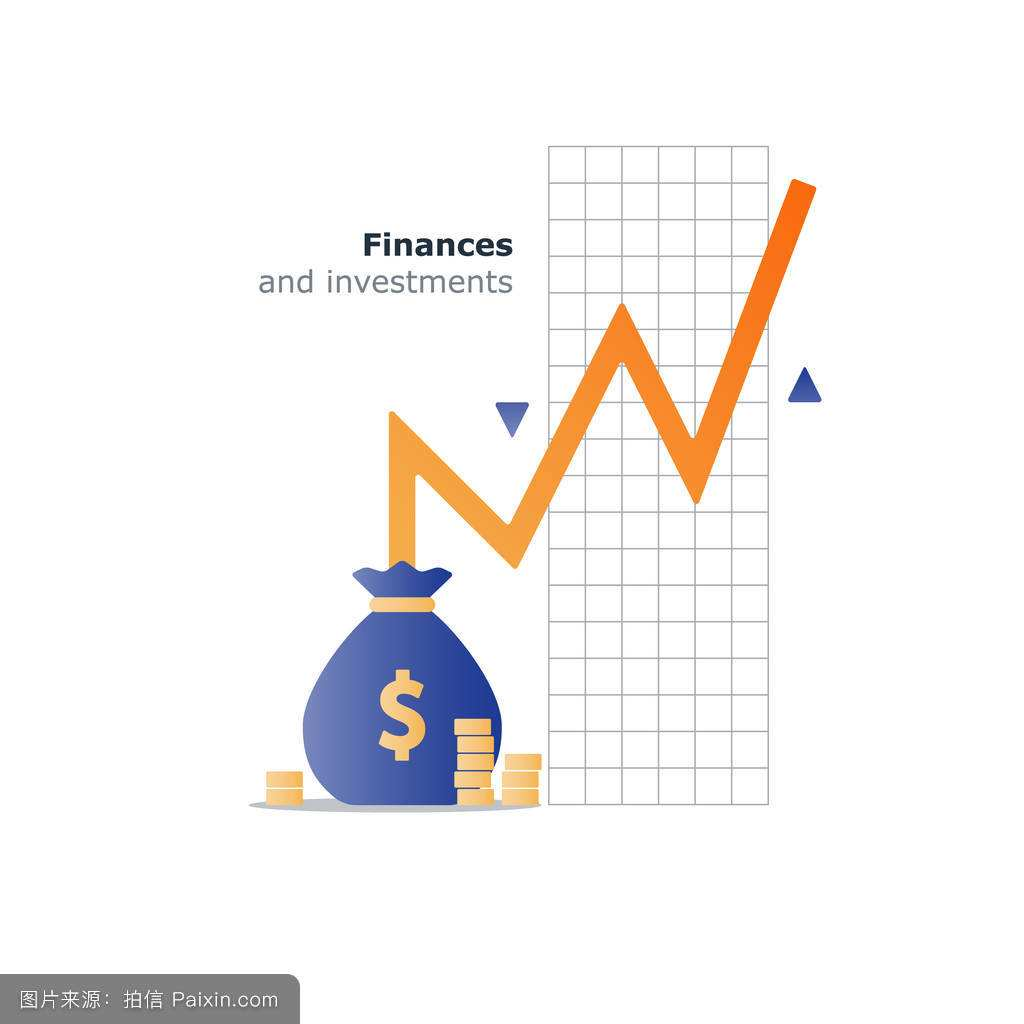 Finances
and investments
$
图片来源：拍信 Paixin.com